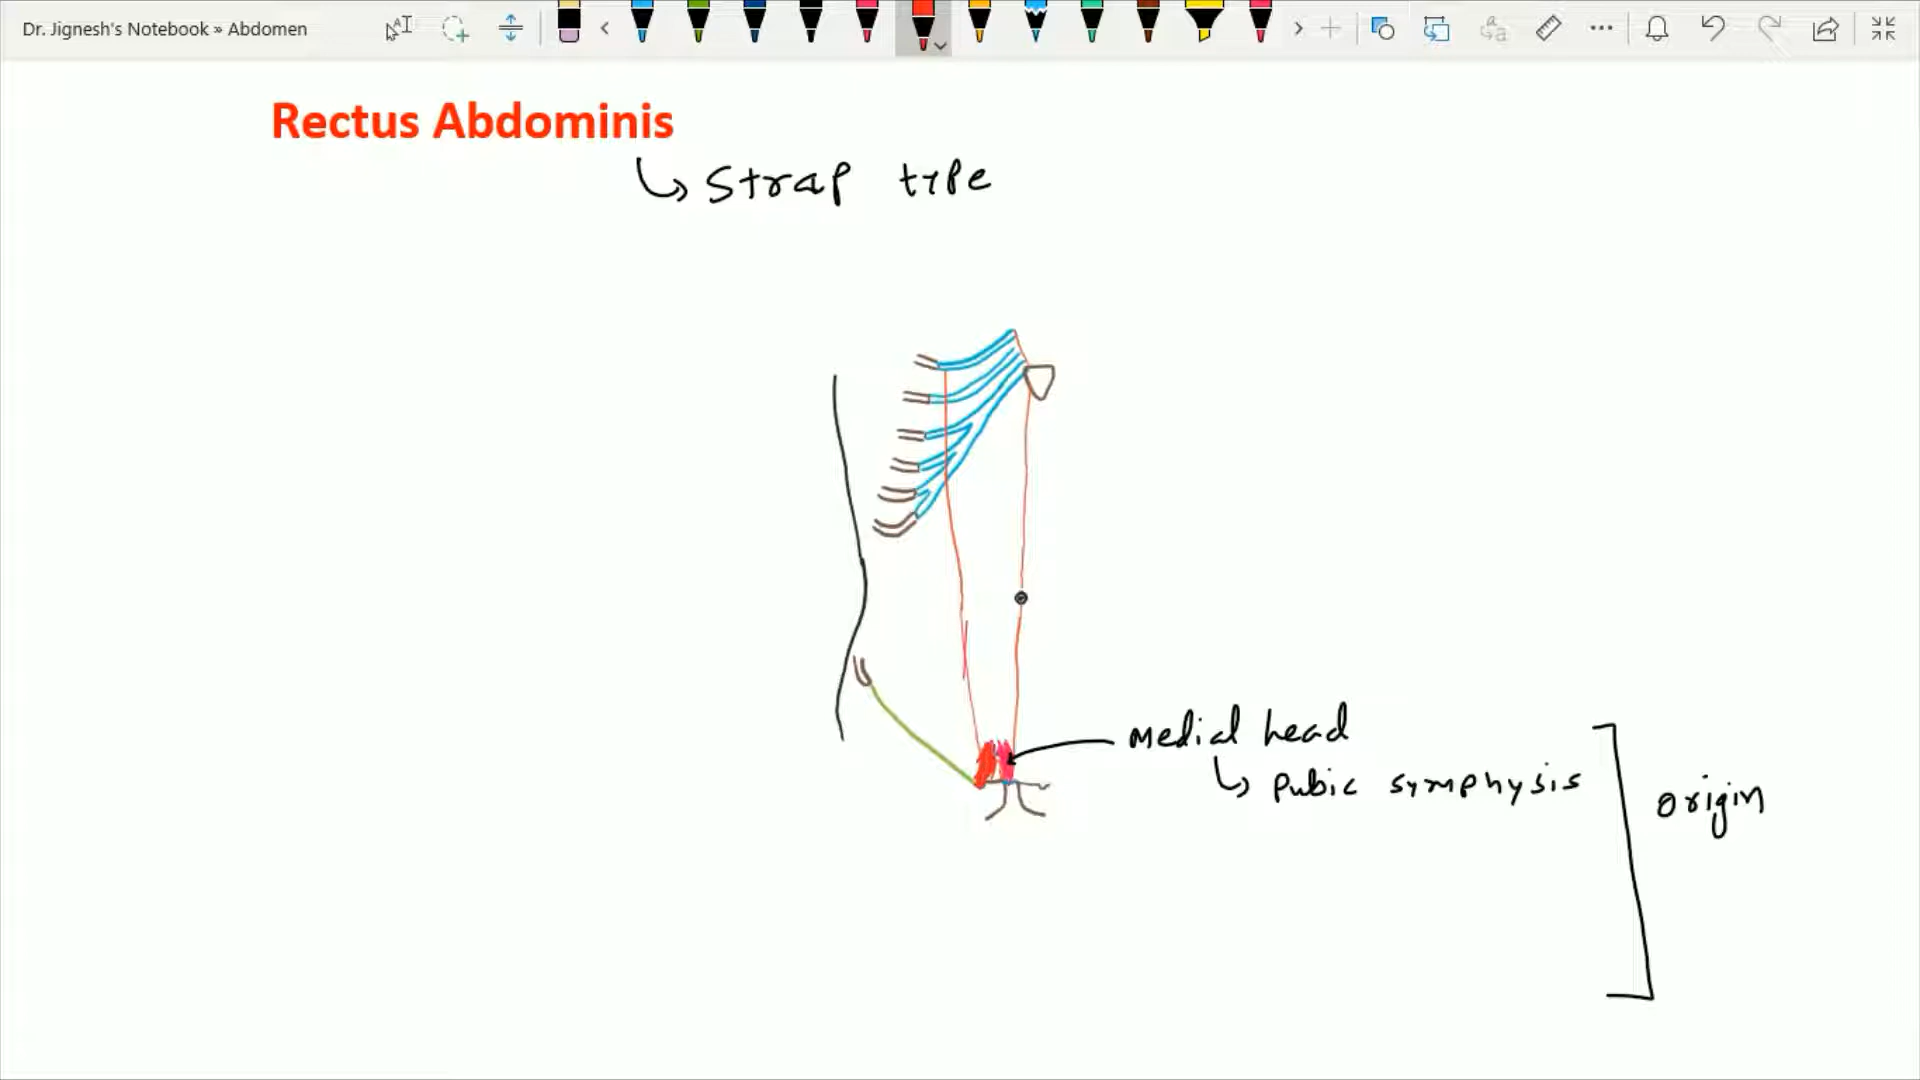 Dr. Jignesh's Notebook » Abdomen
Rectus Abdominis
Strap type
Medial head
Pubic symphysis
origin